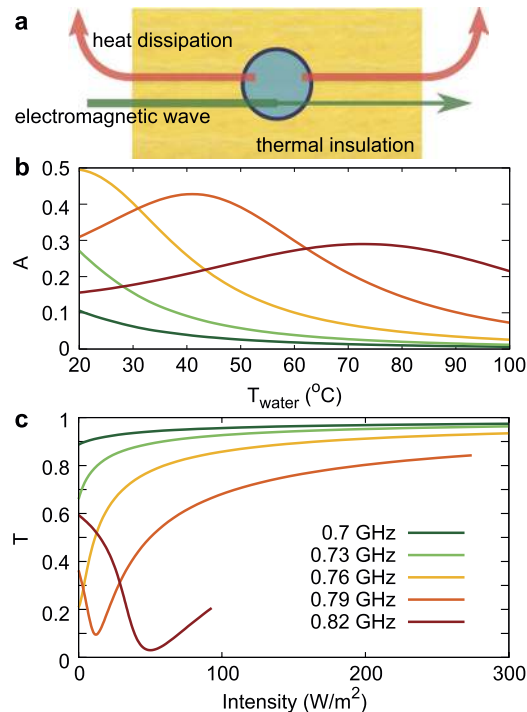 a
heat dissipation
electromagnetic wave
thermal insulation
b
0.5
0.4
0.3
0.2
0.1
0
A
20 30 40 50 60 70 80 90 100
T_water (°C)
c
1
0.8
0.6
0.4
0.2
0
T
0.7 GHz
0.73 GHz
0.76 GHz
0.79 GHz
0.82 GHz
0 100 200 300
Intensity (W/m²)